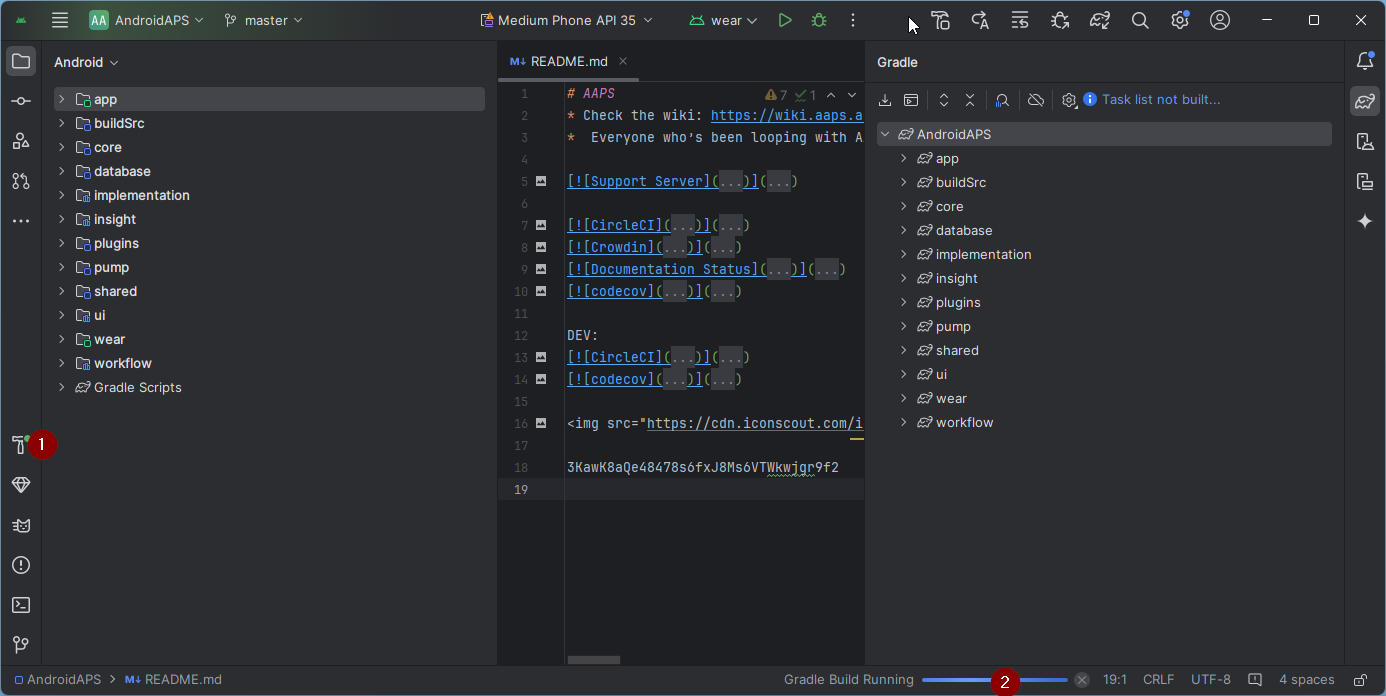 AA AndroidAPS master Medium Phone API 35 wear
Android
app
buildSrc
core
database
implementation
insight
plugins
pump
shared
ui
wear
workflow
Gradle Scripts
1
M↓ README.md
7 1
1 # AAPS
2 * Check the wiki: https://wiki.aaps.a
3 *  Everyone who's been looping with A
4
5 [![Support Server](...)](...)
6
7 [![CircleCI](...)](...)
8 [![Crowdin](...)](...)
9 [![Documentation Status](...)](...)
10 [![codecov](...)](...)
11
12 DEV:
13 [![CircleCI](...)](...)
14 [![codecov](...)](...)
15
16 <img src="https://cdn.iconscout.com/i
17
18 3KawK8aQe48478s6fxJ8Ms6VTWkwjgr9f2
19
Gradle
Task list not built...
AndroidAPS
app
buildSrc
core
database
implementation
insight
plugins
pump
shared
ui
wear
workflow
AndroidAPS > M↓ README.md
Gradle Build Running 2 19:1 CRLF UTF-8 4 spaces